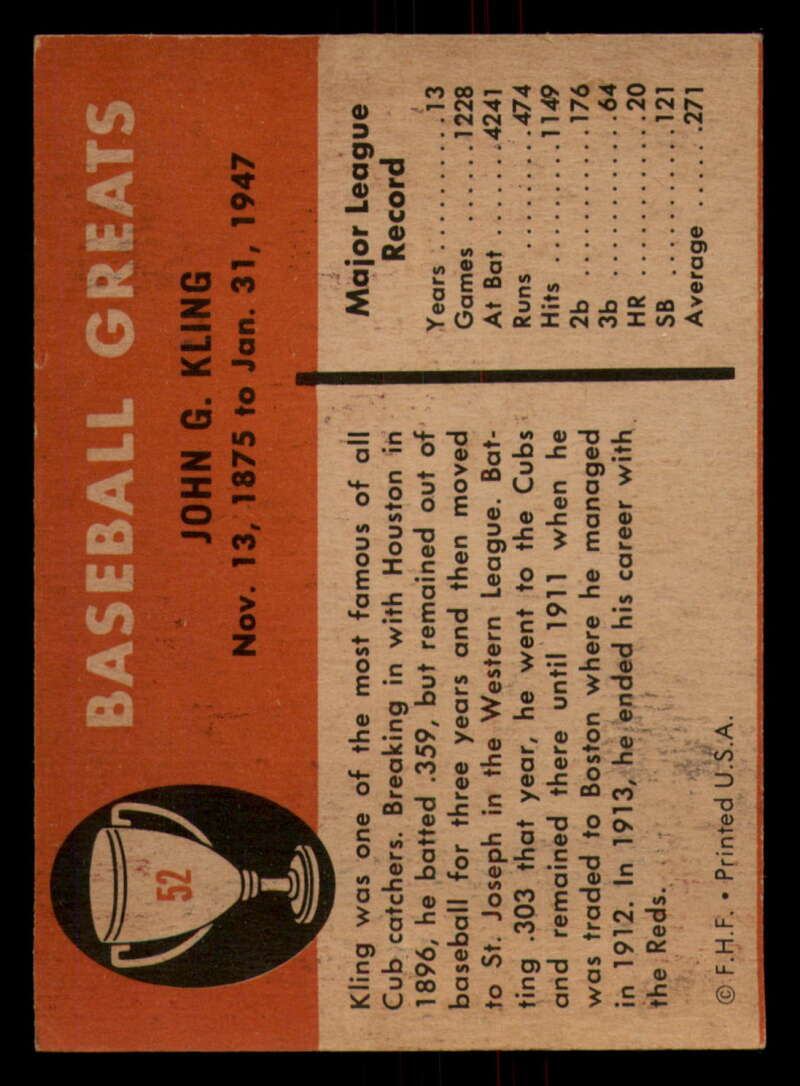 52
BASEBALL GREATS
JOHN G. KLING
Nov. 13, 1875 to Jan. 31, 1947
Kling was one of the most famous of all
Cub catchers. Breaking in with Houston in
1896, he batted .359, but remained out of
baseball for three years and then moved
to St. Joseph in the Western League. Bat-
ting .303 that year, he went to the Cubs
and remained there until 1911 when he
was traded to Boston where he managed
in 1912. In 1913, he ended his career with
the Reds.
Major League
Record
Years ..........13
Games ......1228
At Bat .......4241
Runs .........474
Hits .........1149
2b ............176
3b .............64
HR ............20
SB ............121
Average .....271
© F.H.F. • Printed U.S.A.